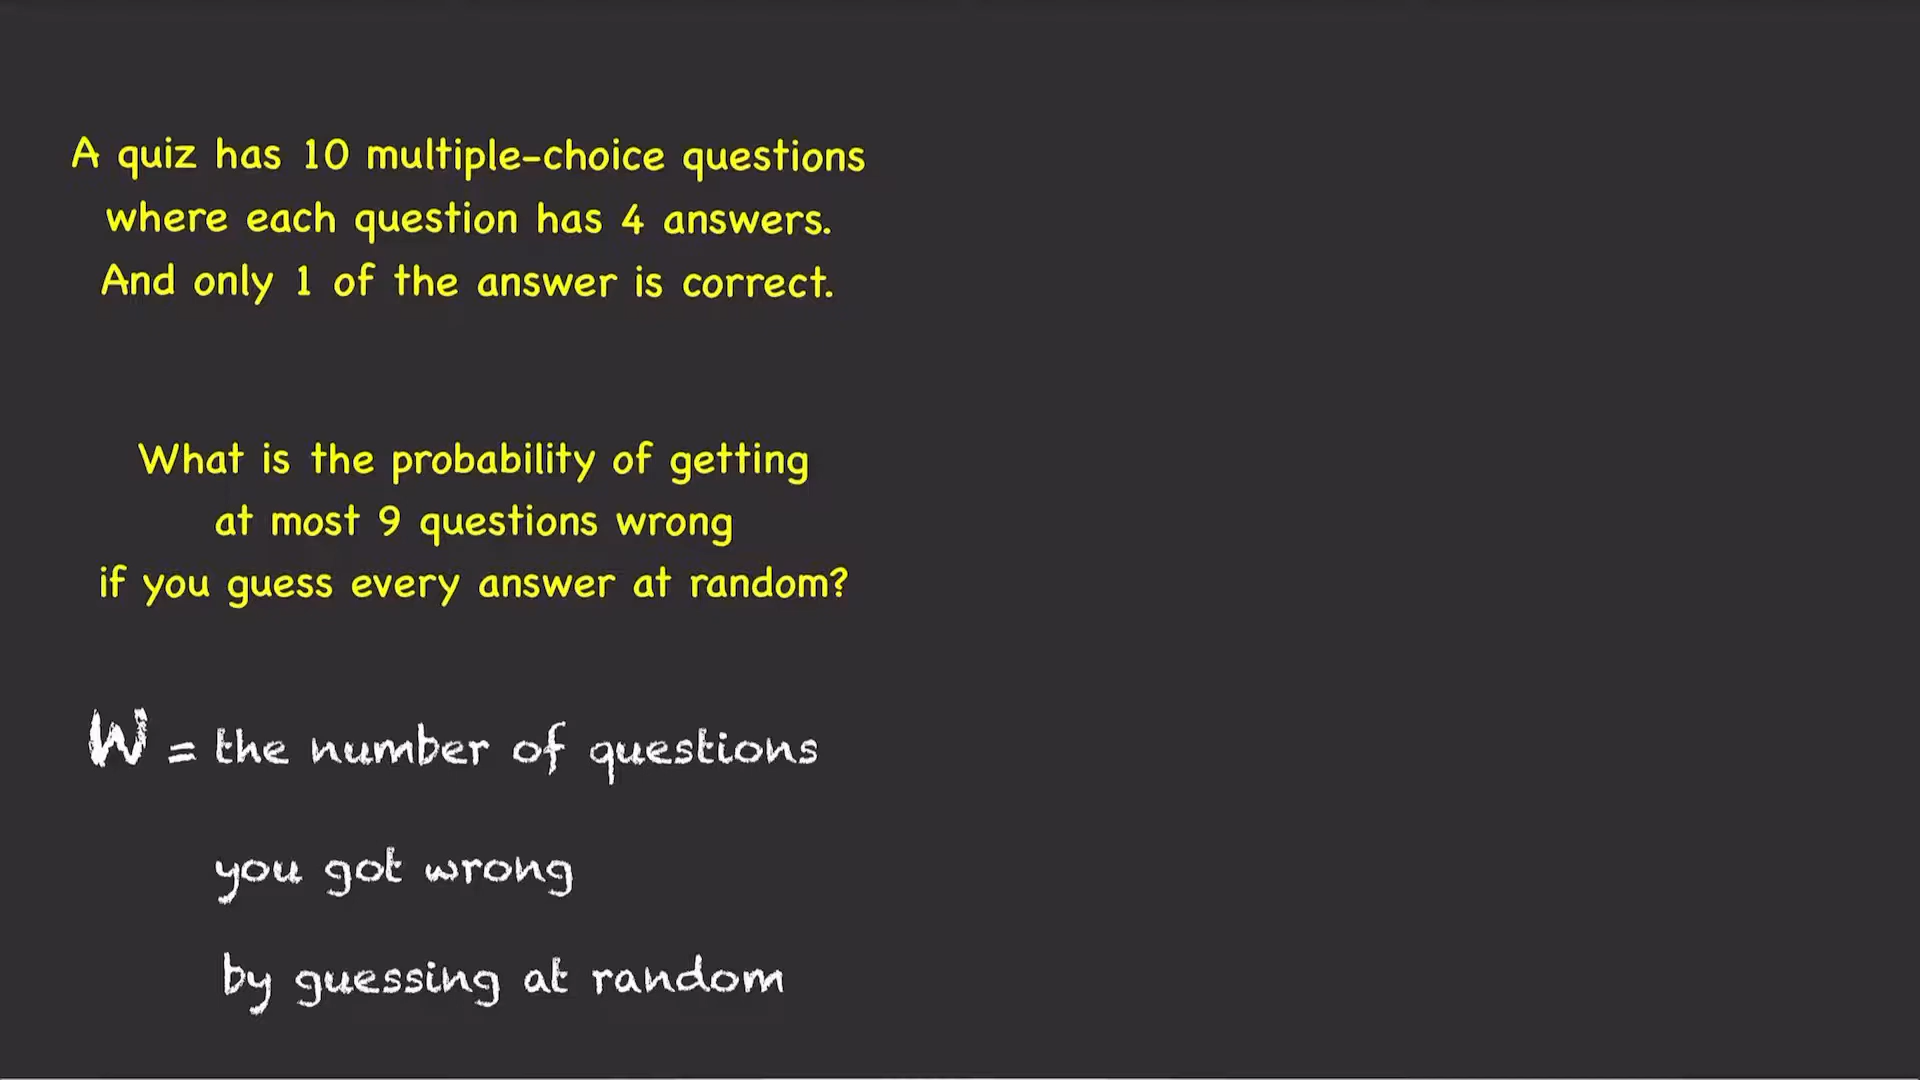 A quiz has 10 multiple-choice questions
where each question has 4 answers.
And only 1 of the answer is correct.
What is the probability of getting
at most 9 questions wrong
if you guess every answer at random?
W = the number of questions
you got wrong
by guessing at random